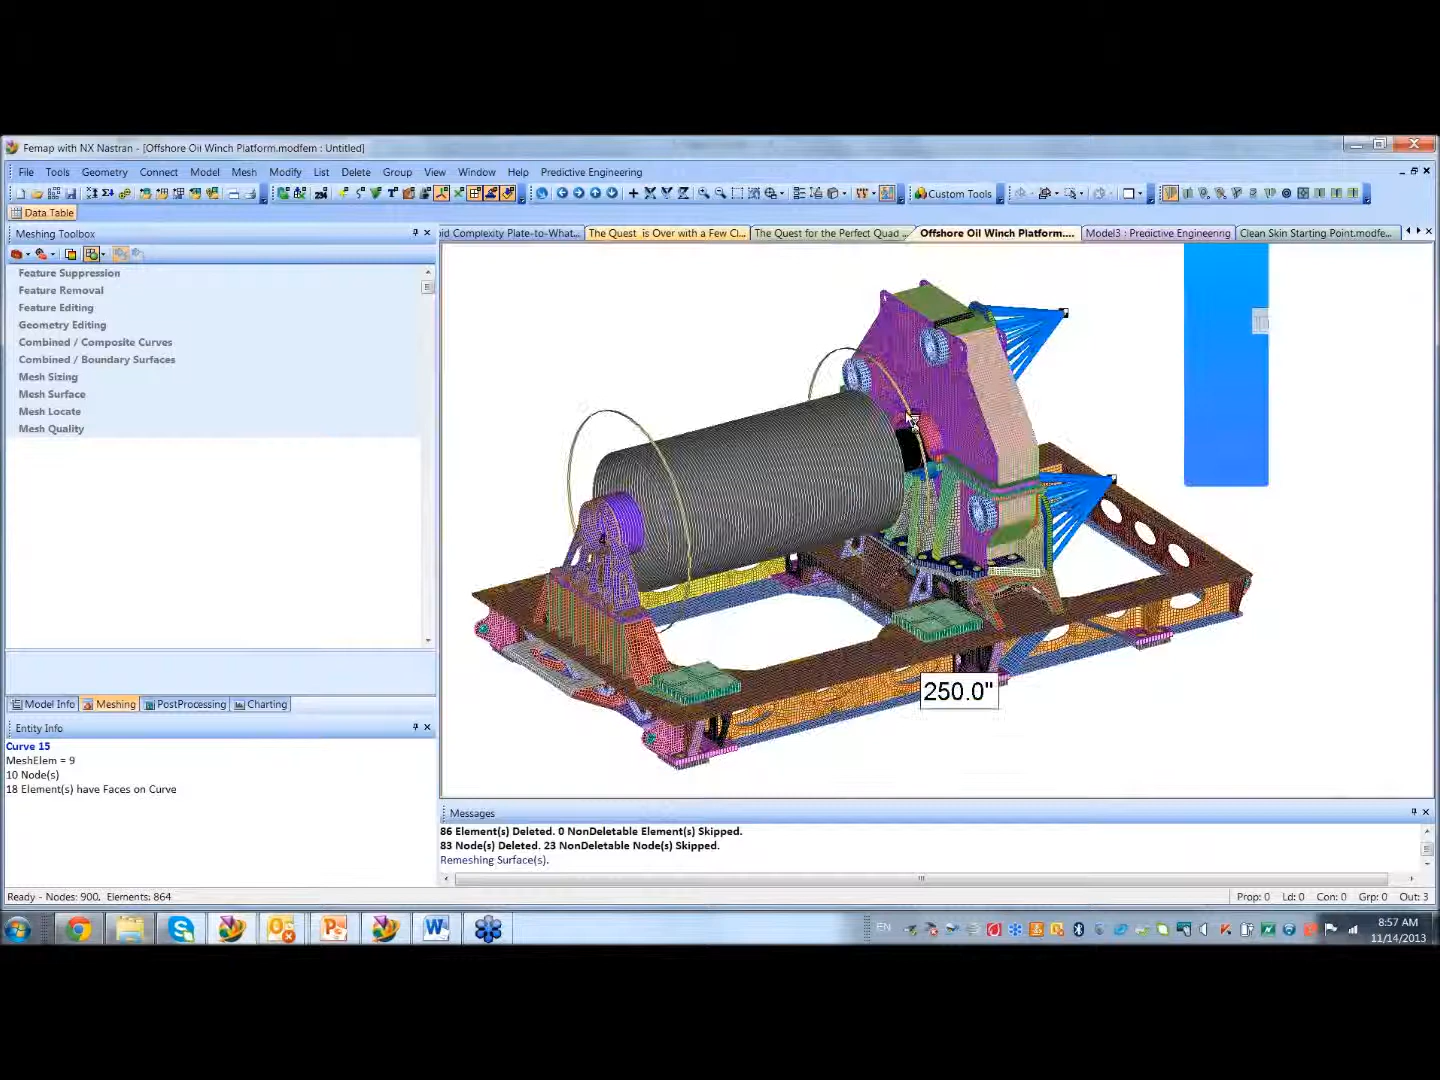 Femap with NX Nastran - [Offshore Oil Winch Platform.modfem : Untitled]
File Tools Geometry Connect Model Mesh Modify List Delete Group View Window Help Predictive Engineering
Custom Tools
Data Table
Meshing Toolbox
oid Complexity Plate-to-What... The Quest is Over with a Few Cl... The Quest for the Perfect Quad ... Offshore Oil Winch Platform.... Model3 : Predictive Engineering Clean Skin Starting Point.modfe...
Feature Suppression
Feature Removal
Feature Editing
Geometry Editing
Combined / Composite Curves
Combined / Boundary Surfaces
Mesh Sizing
Mesh Surface
Mesh Locate
Mesh Quality
250.0"
Model Info Meshing PostProcessing Charting
Entity Info
Curve 15
MeshElem = 9
10 Node(s)
18 Element(s) have Faces on Curve
Messages
86 Element(s) Deleted. 0 NonDeletable Element(s) Skipped.
83 Node(s) Deleted. 23 NonDeletable Node(s) Skipped.
Remeshing Surface(s).
Ready - Nodes: 900, Elements: 864
Prop: 0 Ld: 0 Con: 0 Grp: 0 Out: 3
EN
8:57 AM
11/14/2013